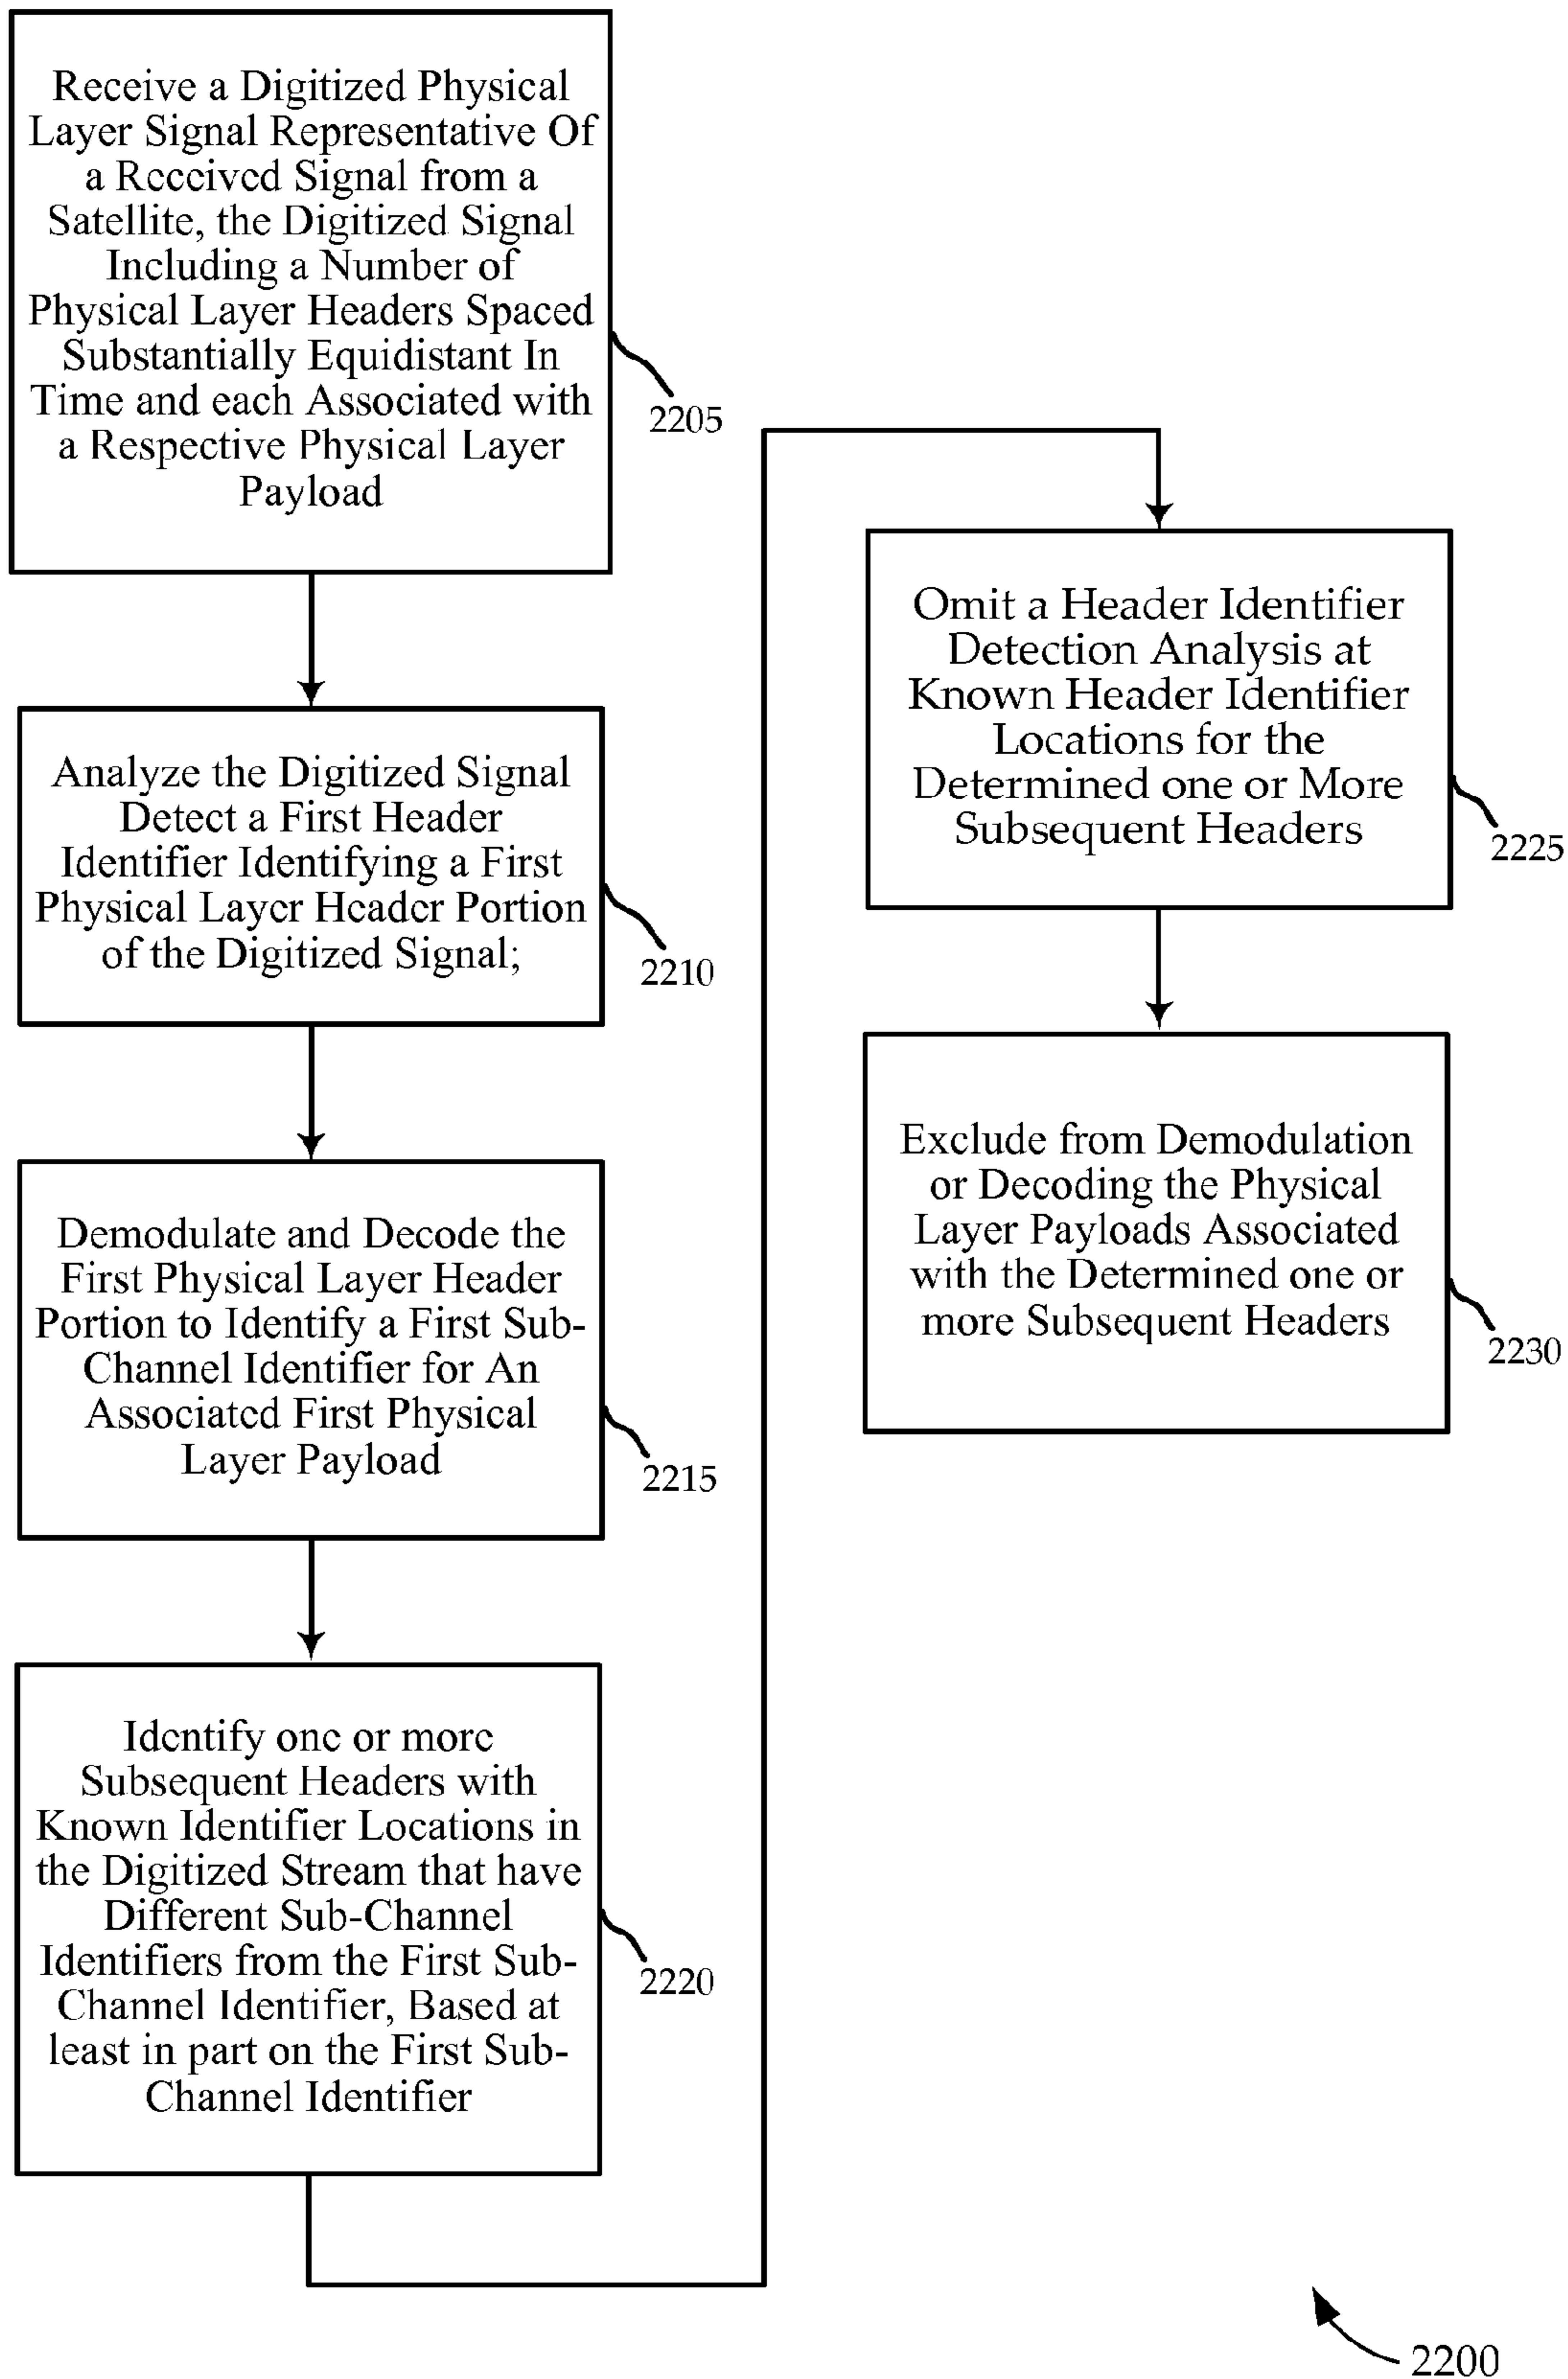 Receive a Digitized Physical
Layer Signal Representative Of
a Received Signal from a
Satellite, the Digitized Signal
Including a Number of
Physical Layer Headers Spaced
Substantially Equidistant In
Time and each Associated with
a Respective Physical Layer
Payload
2205
Analyze the Digitized Signal
Detect a First Header
Identifier Identifying a First
Physical Layer Header Portion
of the Digitized Signal;
2210
Demodulate and Decode the
First Physical Layer Header
Portion to Identify a First Sub-
Channel Identifier for An
Associated First Physical
Layer Payload
2215
Identify one or more
Subsequent Headers with
Known Identifier Locations in
the Digitized Stream that have
Different Sub-Channel
Identifiers from the First Sub-
Channel Identifier, Based at
least in part on the First Sub-
Channel Identifier
2220
Omit a Header Identifier
Detection Analysis at
Known Header Identifier
Locations for the
Determined one or More
Subsequent Headers
2225
Exclude from Demodulation
or Decoding the Physical
Layer Payloads Associated
with the Determined one or
more Subsequent Headers
2230
2200